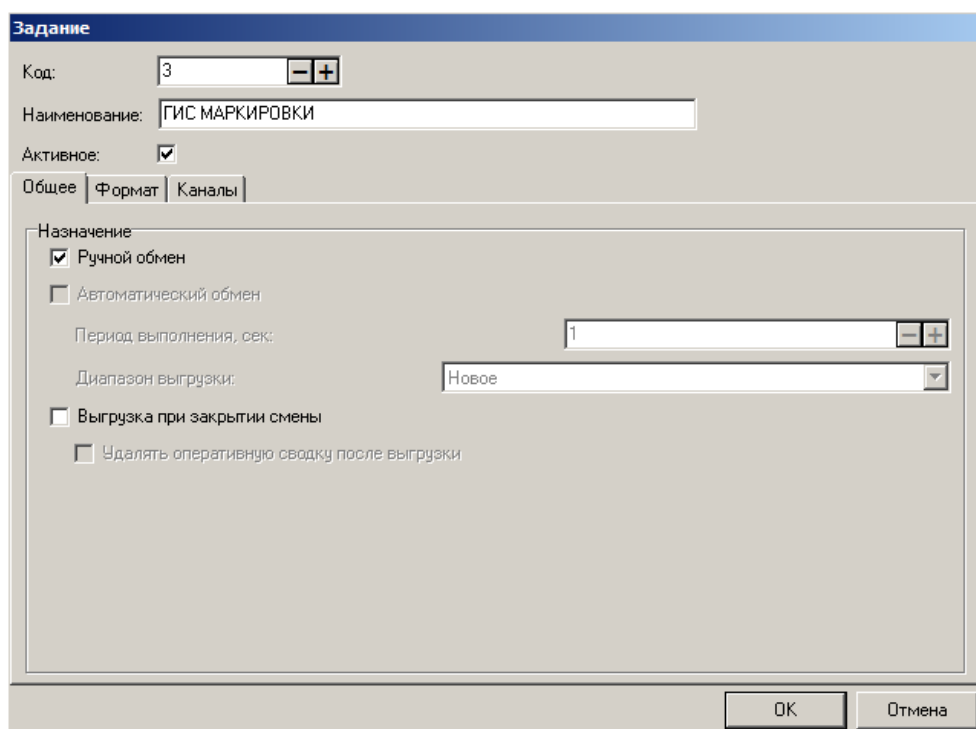 Задание
Код: 3
Наименование: ГИС МАРКИРОВКИ
Активное:
Общее Формат Каналы
Назначение
Ручной обмен
Автоматический обмен
Период выполнения, сек: 1
Диапазон выгрузки: Новое
Выгрузка при закрытии смены
Удалять оперативную сводку после выгрузки
OK Отмена